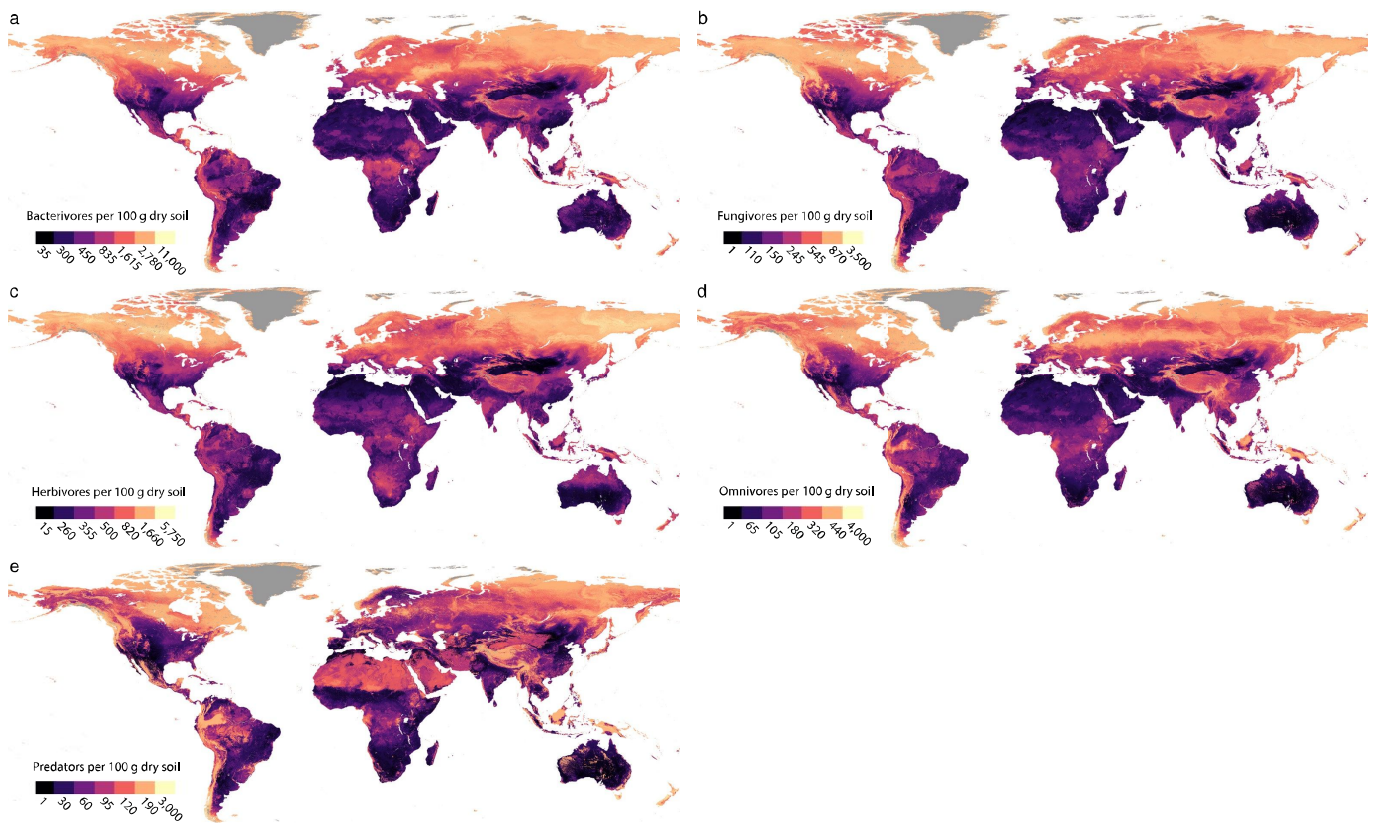 a
b
Bacterivores per 100 g dry soil
35 300 450 835 1,615 2,780 11,000
Fungivores per 100 g dry soil
1 110 150 245 545 870 3,500
c
d
Herbivores per 100 g dry soil
15 260 355 500 820 1,660 5,750
Omnivores per 100 g dry soil
1 65 105 180 320 440 4,000
e
Predators per 100 g dry soil
1 30 60 95 120 190 3,000